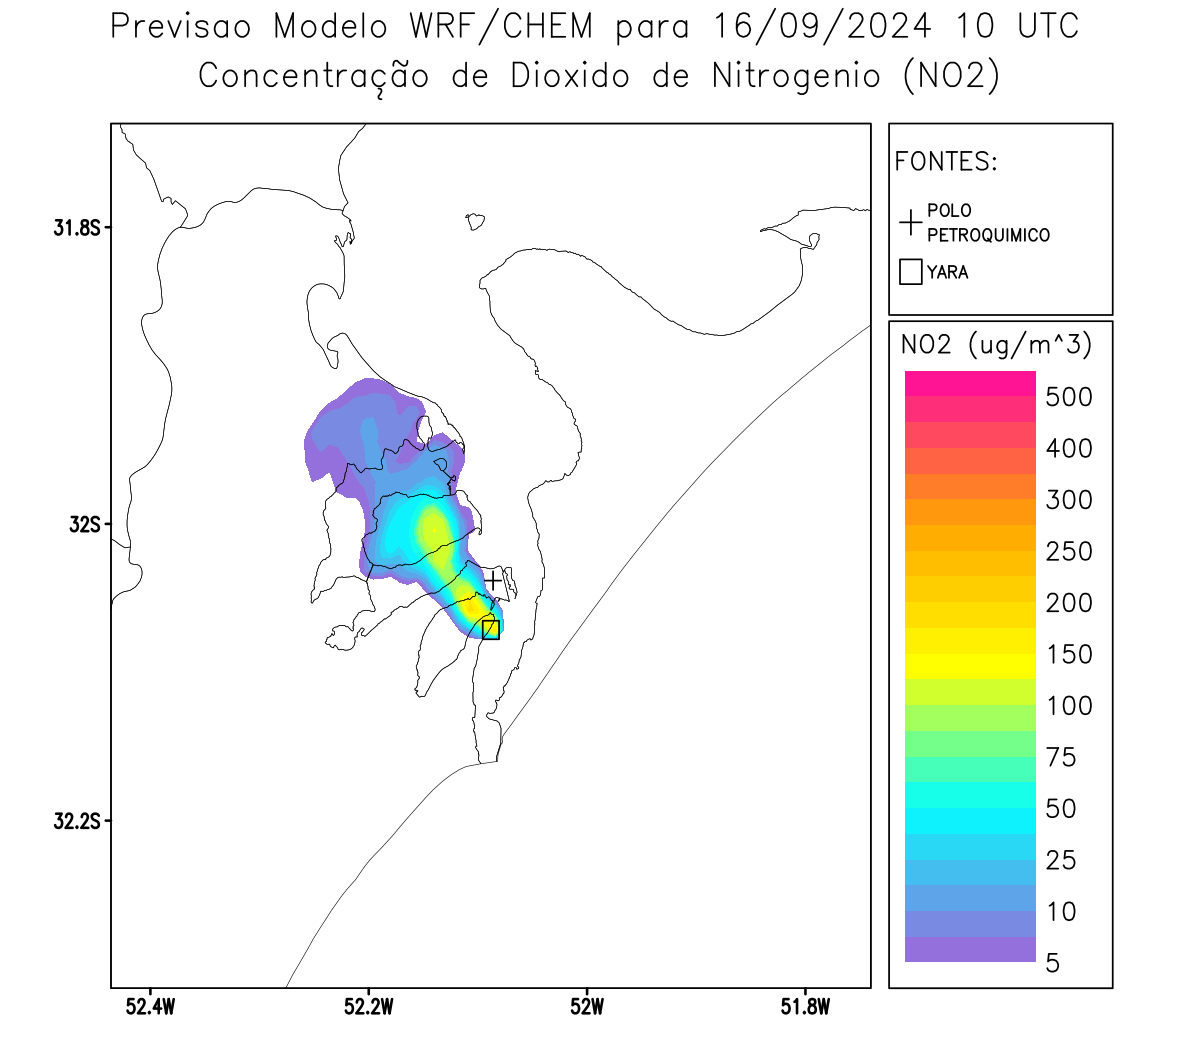 Previsao Modelo WRF/CHEM para 16/09/2024 10 UTC
Concentração de Dioxido de Nitrogenio (NO2)
FONTES:
POLO
PETROQUIMICO
YARA
NO2 (ug/m^3)
500
400
300
250
200
150
100
75
50
25
10
5
31.8S
32S
32.2S
52.4W
52.2W
52W
51.8W